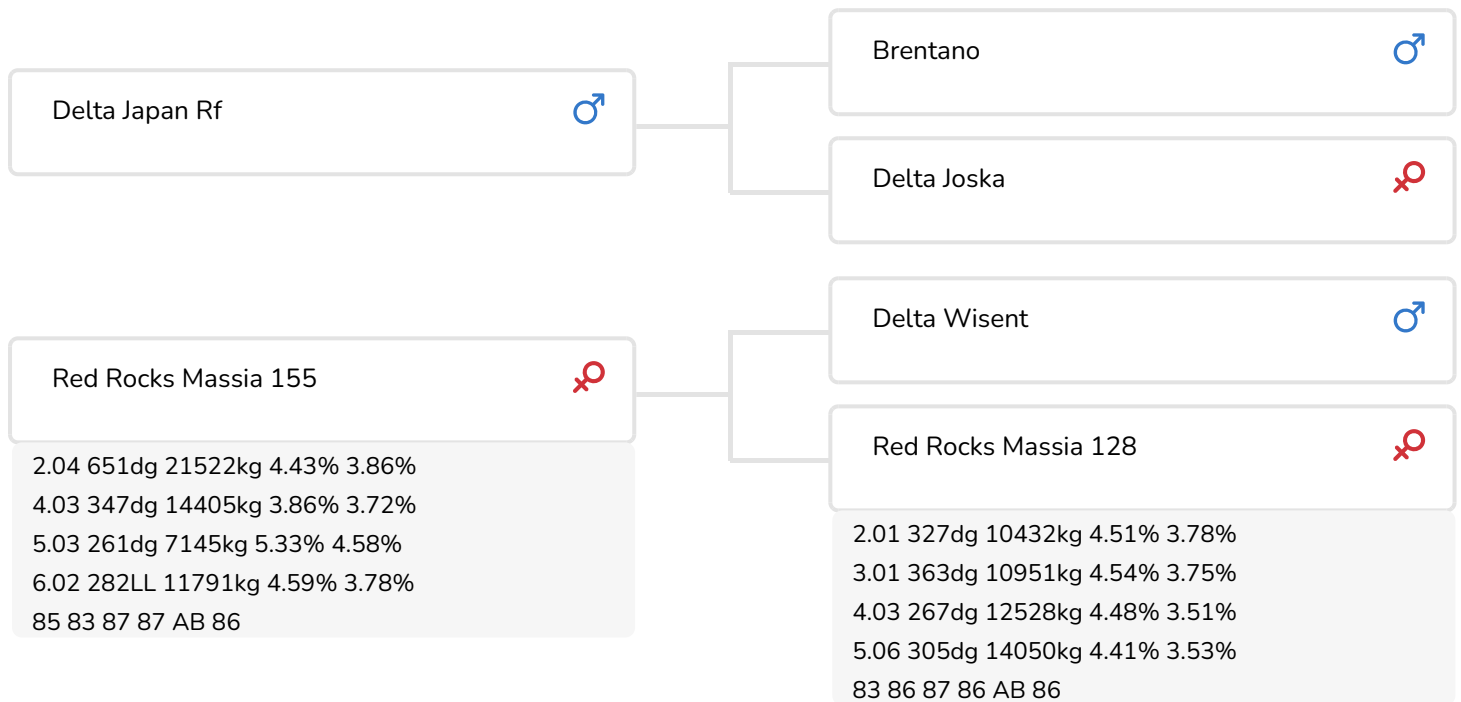 Delta Japan Rf
Brentano
Delta Joska
Red Rocks Massia 155
2.04 651dg 21522kg 4.43% 3.86%
4.03 347dg 14405kg 3.86% 3.72%
5.03 261dg 7145kg 5.33% 4.58%
6.02 282LL 11791kg 4.59% 3.78%
85 83 87 87 AB 86
Delta Wisent
Red Rocks Massia 128
2.01 327dg 10432kg 4.51% 3.78%
3.01 363dg 10951kg 4.54% 3.75%
4.03 267dg 12528kg 4.48% 3.51%
5.06 305dg 14050kg 4.41% 3.53%
83 86 87 86 AB 86